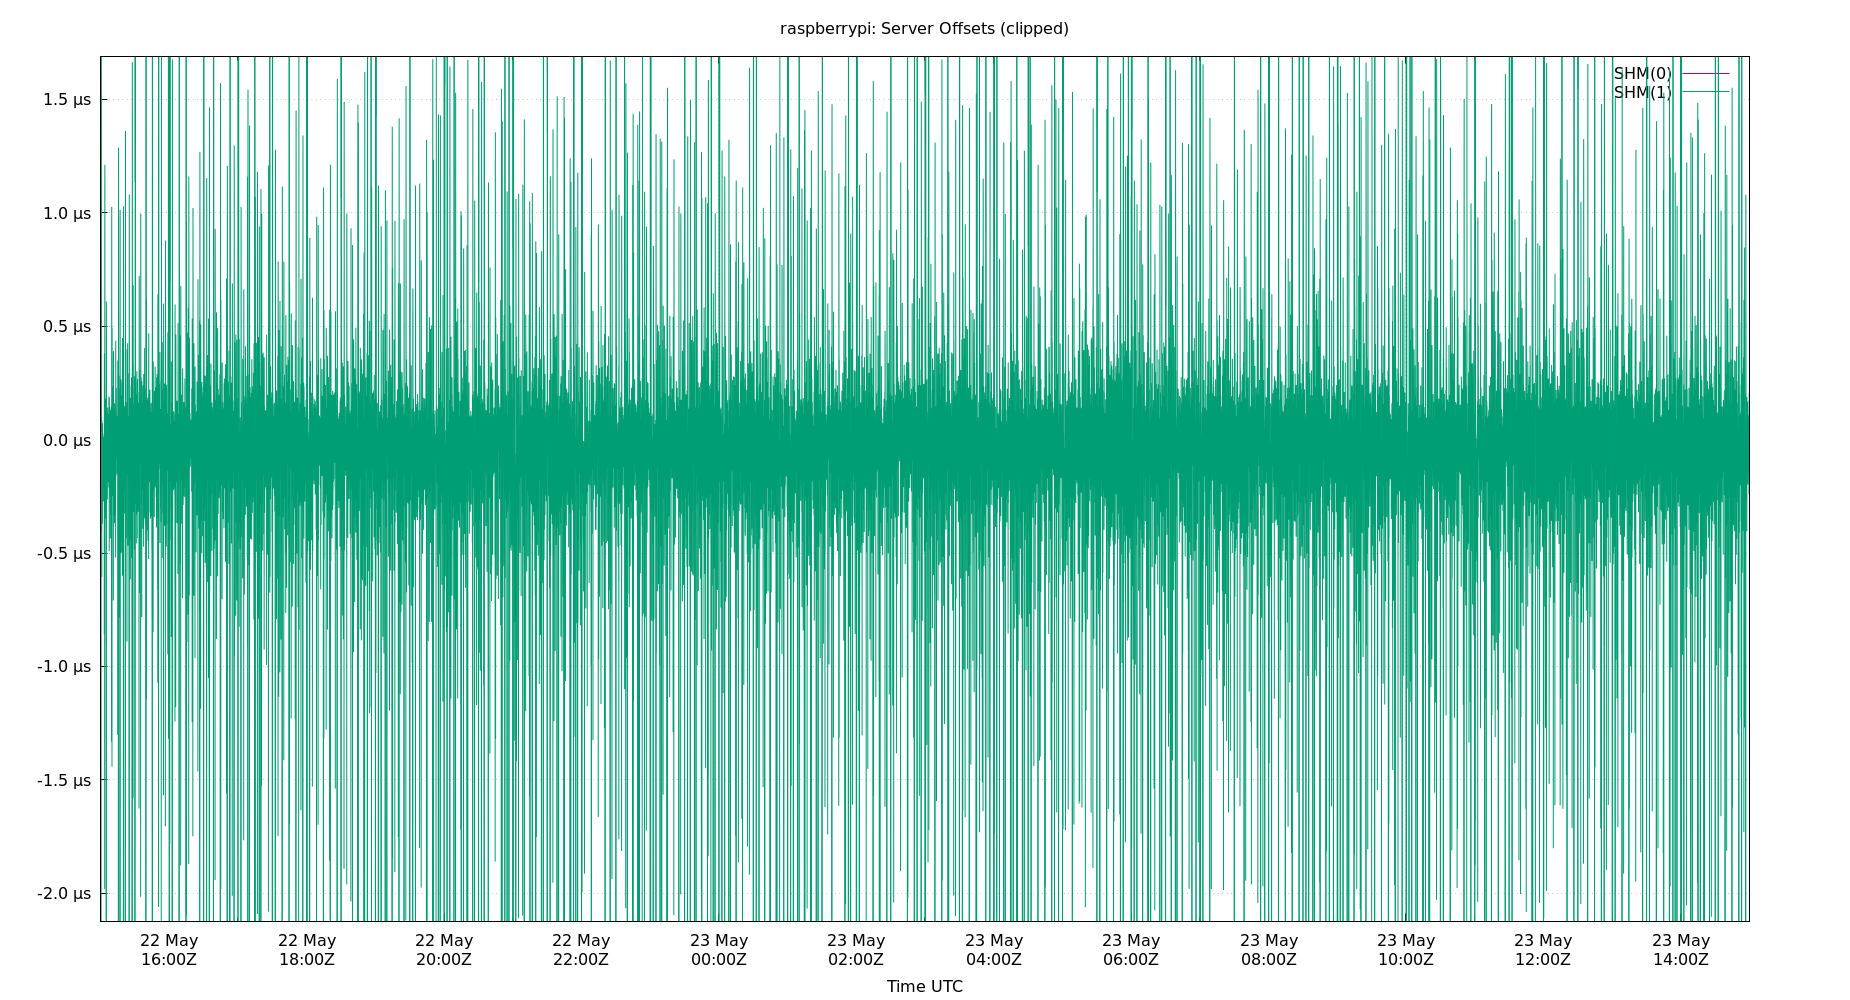 raspberrypi: Server Offsets (clipped)
SHM(0)
SHM(1)
1.5 µs
1.0 µs
0.5 µs
0.0 µs
-0.5 µs
-1.0 µs
-1.5 µs
-2.0 µs
22 May 22 May 22 May 22 May 23 May 23 May 23 May 23 May 23 May 23 May 23 May 23 May
16:00Z 18:00Z 20:00Z 22:00Z 00:00Z 02:00Z 04:00Z 06:00Z 08:00Z 10:00Z 12:00Z 14:00Z
Time UTC